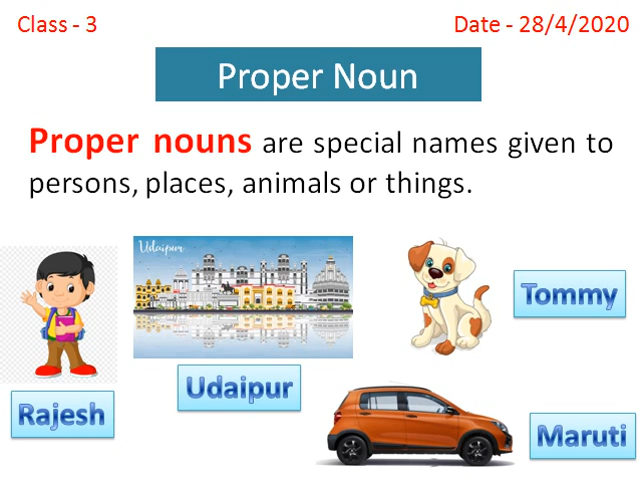 Class - 3
Date - 28/4/2020
Proper Noun
Proper nouns are special names given to
persons, places, animals or things.
Udaipur
Tommy
Udaipur
Rajesh
Maruti